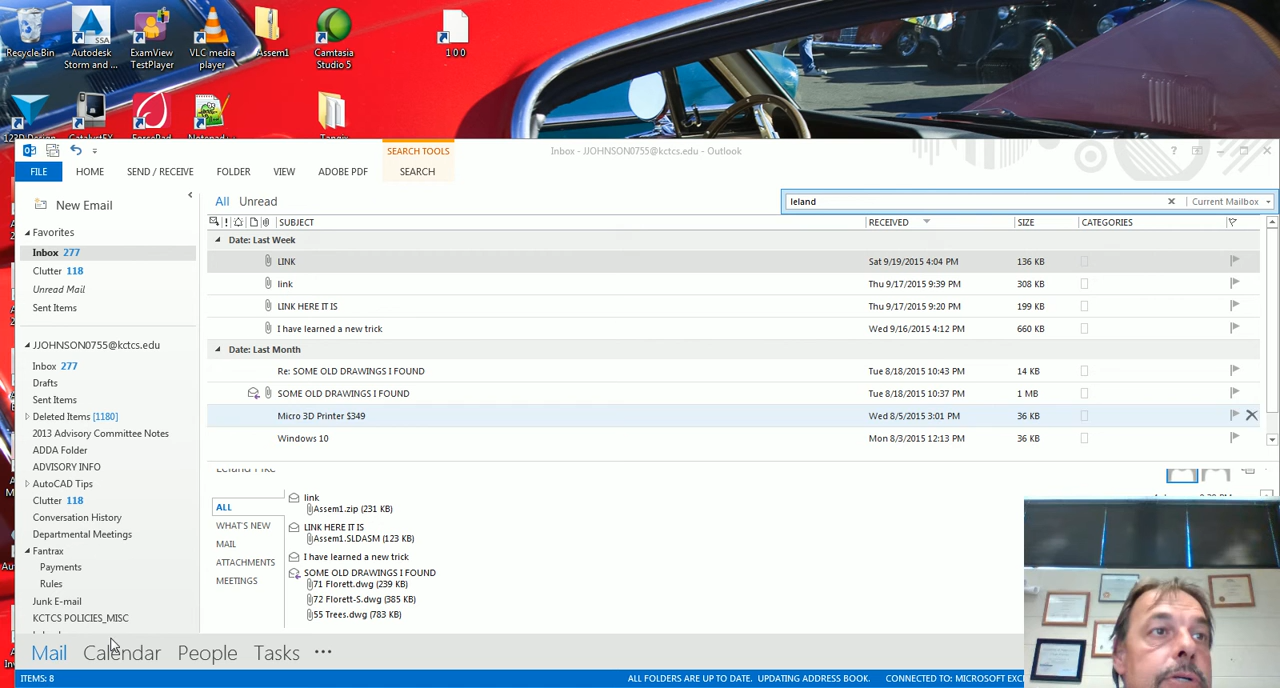 Recycle Bin
Autodesk Storm and ...
ExamView TestPlayer
VLC media player
Assem1
Camtasia Studio 5
1 0 0
123D Design
Notepad
Inbox - JJOHNSON0755@kctcs.edu - Outlook
SEARCH TOOLS
FILE HOME SEND / RECEIVE FOLDER VIEW ADOBE PDF SEARCH
New Email
All Unread
leland
Current Mailbox
SUBJECT RECEIVED SIZE CATEGORIES
Favorites
Inbox 277
Clutter 118
Unread Mail
Sent Items
JJOHNSON0755@kctcs.edu
Inbox 277
Drafts
Sent Items
Deleted Items [1180]
2013 Advisory Committee Notes
ADDA Folder
ADVISORY INFO
AutoCAD Tips
Clutter 118
Conversation History
Departmental Meetings
Fantrax
Payments
Rules
Junk E-mail
KCTCS POLICIES_MISC
Date: Last Week
LINK Sat 9/19/2015 4:04 PM 136 KB
link Thu 9/17/2015 9:39 PM 308 KB
LINK HERE IT IS Thu 9/17/2015 9:20 PM 199 KB
I have learned a new trick Wed 9/16/2015 4:12 PM 660 KB
Date: Last Month
Re: SOME OLD DRAWINGS I FOUND Tue 8/18/2015 10:43 PM 14 KB
SOME OLD DRAWINGS I FOUND Tue 8/18/2015 10:37 PM 1 MB
Micro 3D Printer $349 Wed 8/5/2015 3:01 PM 36 KB
Windows 10 Mon 8/3/2015 12:13 PM 36 KB
Leland Pike
ALL
WHAT'S NEW
MAIL
ATTACHMENTS
MEETINGS
link
Assem1.zip (231 KB)
LINK HERE IT IS
Assem1.SLDASM (123 KB)
I have learned a new trick
SOME OLD DRAWINGS I FOUND
71 Florett.dwg (239 KB)
72 Florett-S.dwg (385 KB)
55 Trees.dwg (783 KB)
Mail Calendar People Tasks •••
ITEMS: 8
ALL FOLDERS ARE UP TO DATE. UPDATING ADDRESS BOOK. CONNECTED TO: MICROSOFT